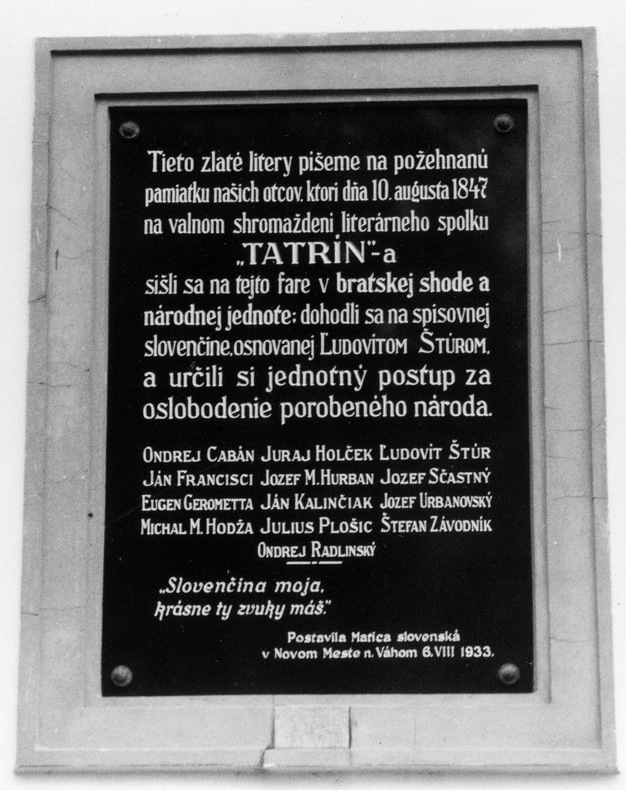 Tieto zlaté litery píšeme na požehnanú
pamiatku našich otcov, ktorí dňa 10. augusta 1847
na valnom shromaždení literárneho spolku
„TATRÍN"-a
sišli sa na tejto fare v bratskej shode a
národnej jednote; dohodli sa na spisovnej
slovenčine, osnovanej ĽUDOVÍTOM ŠTÚROM,
a určili si jednotný postup za
oslobodenie porobeného národa.
ONDREJ CABÁN JURAJ HOLČEK ĽUDOVÍT ŠTÚR
JÁN FRANCISCI JOZEF M. HURBAN JOZEF SČASTNÝ
EUGEN GEROMETTA JÁN KALINČIAK JOZEF URBANOVSKÝ
MICHAL M. HODŽA JULIUS PLOŠIC ŠTEFAN ZÁVODNÍK
ONDREJ RADLINSKÝ
„Slovenčina moja,
krásne ty zvuky máš."
Postavila Matica slovenská
v Novom Meste n. Váhom 6. VIII 1933.